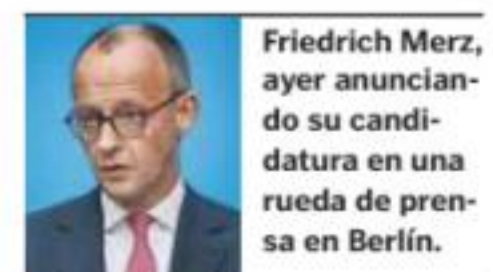 Friedrich Merz,
ayer anuncian-
do su candi-
datura en una
rueda de pren-
sa en Berlín.